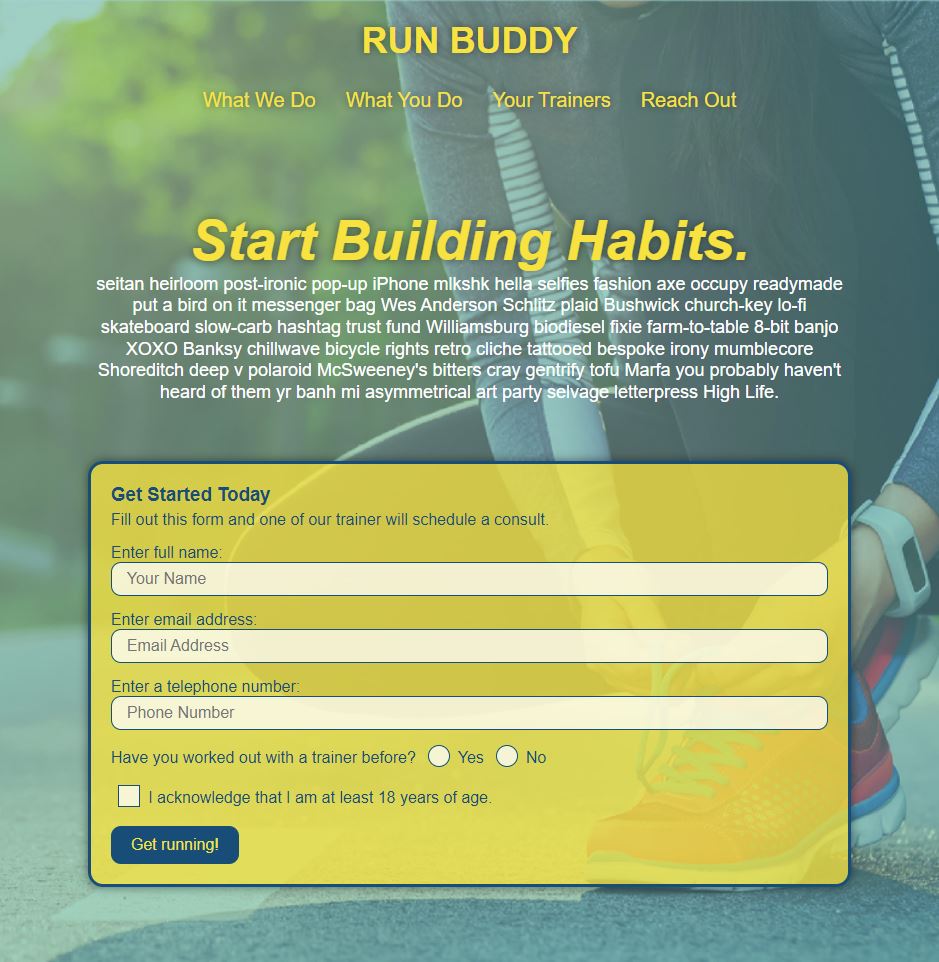 RUN BUDDY
What We Do What You Do Your Trainers Reach Out
Start Building Habits.
seitan heirloom post-ironic pop-up iPhone mlkshk hella selfies fashion axe occupy readymade
put a bird on it messenger bag Wes Anderson Schlitz plaid Bushwick church-key lo-fi
skateboard slow-carb hashtag trust fund Williamsburg biodiesel fixie farm-to-table 8-bit banjo
XOXO Banksy chillwave bicycle rights retro cliche tattooed bespoke irony mumblecore
Shoreditch deep v polaroid McSweeney's bitters cray gentrify tofu Marfa you probably haven't
heard of them yr banh mi asymmetrical art party selvage letterpress High Life.
Get Started Today
Fill out this form and one of our trainer will schedule a consult.
Enter full name:
Your Name
Enter email address:
Email Address
Enter a telephone number:
Phone Number
Have you worked out with a trainer before? Yes No
I acknowledge that I am at least 18 years of age.
Get running!